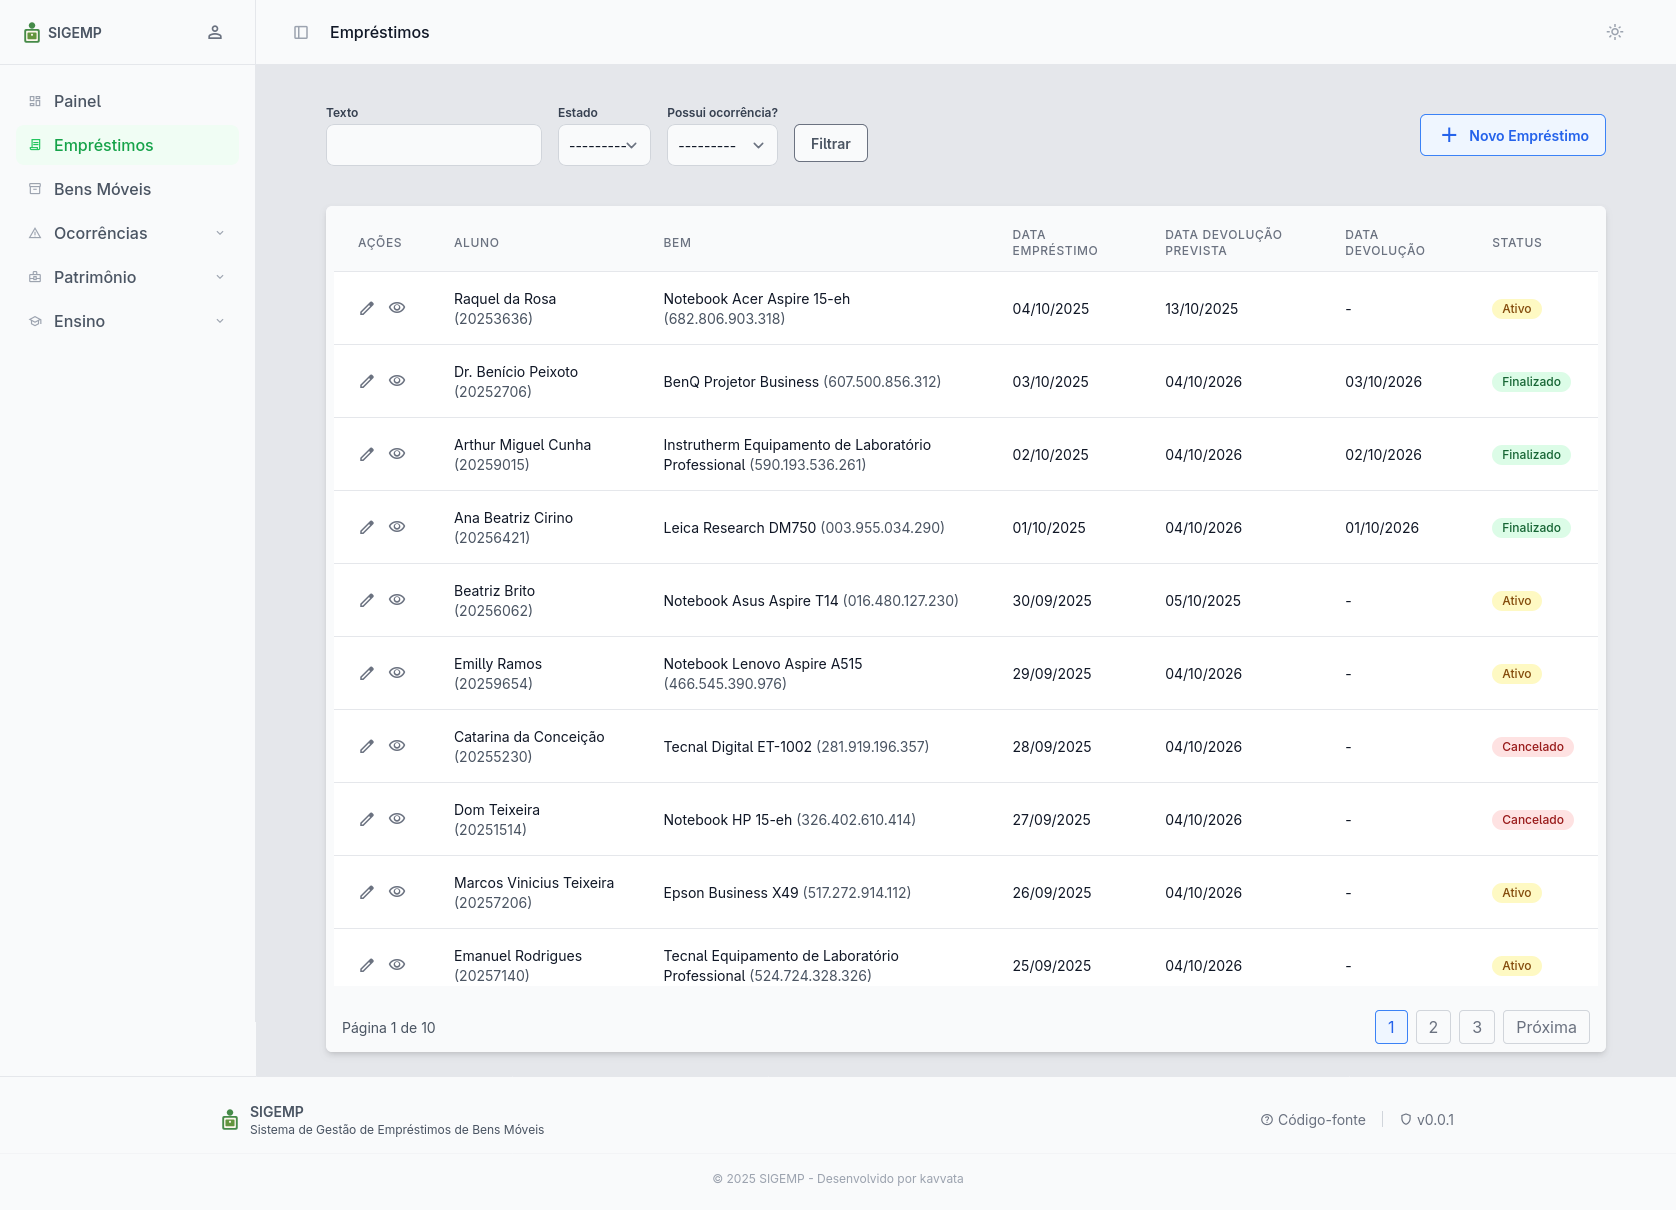 SIGEMP
Empréstimos
Painel
Empréstimos
Bens Móveis
Ocorrências
Patrimônio
Ensino
Texto
Estado
Possui ocorrência?
---------
---------
Filtrar
Novo Empréstimo
AÇÕES
ALUNO
BEM
DATA
EMPRÉSTIMO
DATA DEVOLUÇÃO
PREVISTA
DATA
DEVOLUÇÃO
STATUS
Raquel da Rosa
(20253636)
Notebook Acer Aspire 15-eh
(682.806.903.318)
04/10/2025
13/10/2025
-
Ativo
Dr. Benício Peixoto
(20252706)
BenQ Projetor Business (607.500.856.312)
03/10/2025
04/10/2026
03/10/2026
Finalizado
Arthur Miguel Cunha
(20259015)
Instrutherm Equipamento de Laboratório
Professional (590.193.536.261)
02/10/2025
04/10/2026
02/10/2026
Finalizado
Ana Beatriz Cirino
(20256421)
Leica Research DM750 (003.955.034.290)
01/10/2025
04/10/2026
01/10/2026
Finalizado
Beatriz Brito
(20256062)
Notebook Asus Aspire T14 (016.480.127.230)
30/09/2025
05/10/2025
-
Ativo
Emilly Ramos
(20259654)
Notebook Lenovo Aspire A515
(466.545.390.976)
29/09/2025
04/10/2026
-
Ativo
Catarina da Conceição
(20255230)
Tecnal Digital ET-1002 (281.919.196.357)
28/09/2025
04/10/2026
-
Cancelado
Dom Teixeira
(20251514)
Notebook HP 15-eh (326.402.610.414)
27/09/2025
04/10/2026
-
Cancelado
Marcos Vinicius Teixeira
(20257206)
Epson Business X49 (517.272.914.112)
26/09/2025
04/10/2026
-
Ativo
Emanuel Rodrigues
(20257140)
Tecnal Equipamento de Laboratório
Professional (524.724.328.326)
25/09/2025
04/10/2026
-
Ativo
Página 1 de 10
1
2
3
Próxima
SIGEMP
Sistema de Gestão de Empréstimos de Bens Móveis
Código-fonte
v0.0.1
© 2025 SIGEMP - Desenvolvido por kavvata